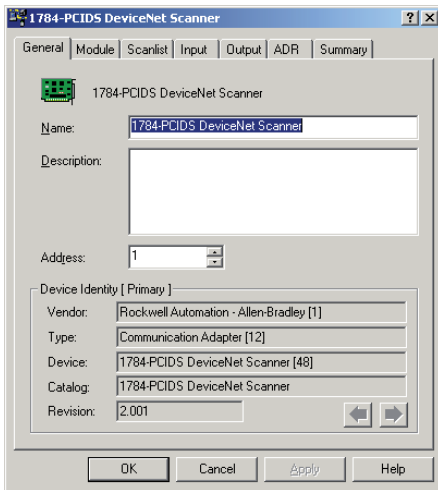 1784-PCIDS DeviceNet Scanner
General Module Scanlist Input Output ADR Summary
1784-PCIDS DeviceNet Scanner
Name: 1784-PCIDS DeviceNet Scanner
Description:
Address: 1
Device Identity [ Primary ]
Vendor: Rockwell Automation - Allen-Bradley [1]
Type: Communication Adapter [12]
Device: 1784-PCIDS DeviceNet Scanner [48]
Catalog: 1784-PCIDS DeviceNet Scanner
Revision: 2.001
OK Cancel Apply Help